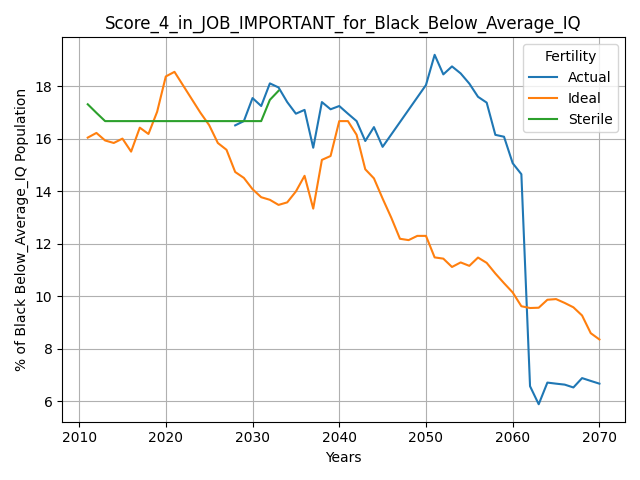 Score_4_in_JOB_IMPORTANT_for_Black_Below_Average_IQ
Fertility
Actual
Ideal
Sterile
% of Black Below_Average_IQ Population
18
16
14
12
10
8
6
2010 2020 2030 2040 2050 2060 2070
Years